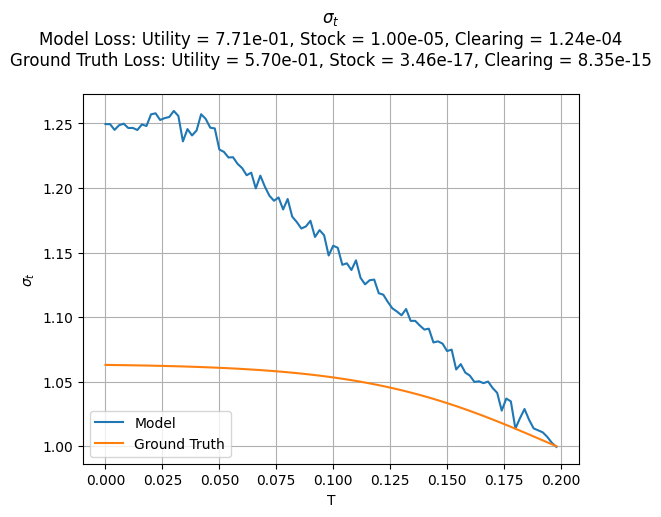 σt
Model Loss: Utility = 7.71e-01, Stock = 1.00e-05, Clearing = 1.24e-04
Ground Truth Loss: Utility = 5.70e-01, Stock = 3.46e-17, Clearing = 8.35e-15
1.25
1.20
1.15
1.10
1.05
1.00
σt
Model
Ground Truth
0.000 0.025 0.050 0.075 0.100 0.125 0.150 0.175 0.200
T